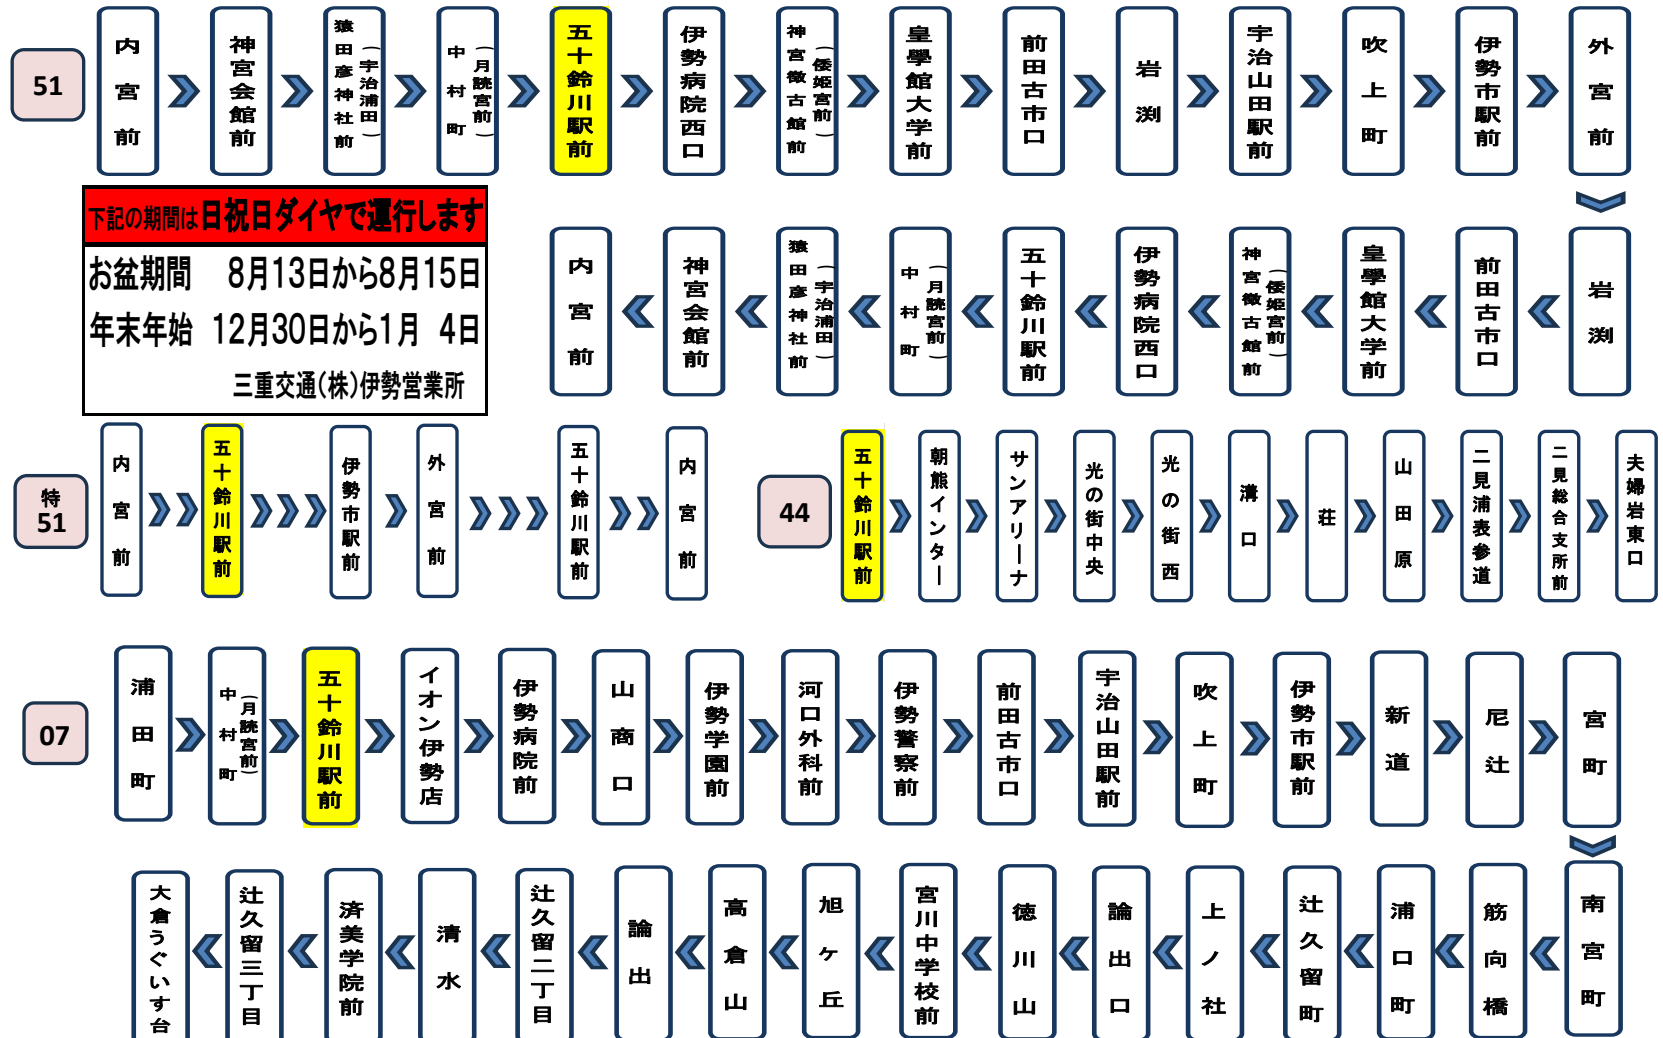 51
内宮前
神宮会館前
猿田彦神社前
(宇治浦田)
中村町
(月読宮前)
五十鈴川駅前
伊勢病院西口
神宮徴古館前
(倭姫宮前)
皇學館大学前
前田古市口
岩渕
宇治山田駅前
吹上町
伊勢市駅前
外宮前
岩渕
前田古市口
皇學館大学前
神宮徴古館前
(倭姫宮前)
伊勢病院西口
五十鈴川駅前
中村町
(月読宮前)
猿田彦神社前
(宇治浦田)
神宮会館前
内宮前
下記の期間は日祝日ダイヤで運行します
お盆期間 8月13日から8月15日
年末年始 12月30日から1月 4日
三重交通(株)伊勢営業所
特
51
内宮前
五十鈴川駅前
伊勢市駅前
外宮前
五十鈴川駅前
内宮前
44
五十鈴川駅前
朝熊インター
サンアリーナ
光の街中央
光の街西
溝口
荘
山田原
二見浦表参道
二見総合支所前
夫婦岩東口
07
浦田町
中村町
(月読宮前)
五十鈴川駅前
イオン伊勢店
伊勢病院前
山商口
伊勢学園前
河口外科前
伊勢警察前
前田古市口
宇治山田駅前
吹上町
伊勢市駅前
新道
尼辻
宮町
南宮町
筋向橋
浦口町
辻久留町
上ノ社
論出口
徳川山
宮川中学校前
旭ヶ丘
高倉山
論出
辻久留二丁目
清水
済美学院前
辻久留三丁目
大倉うぐいす台